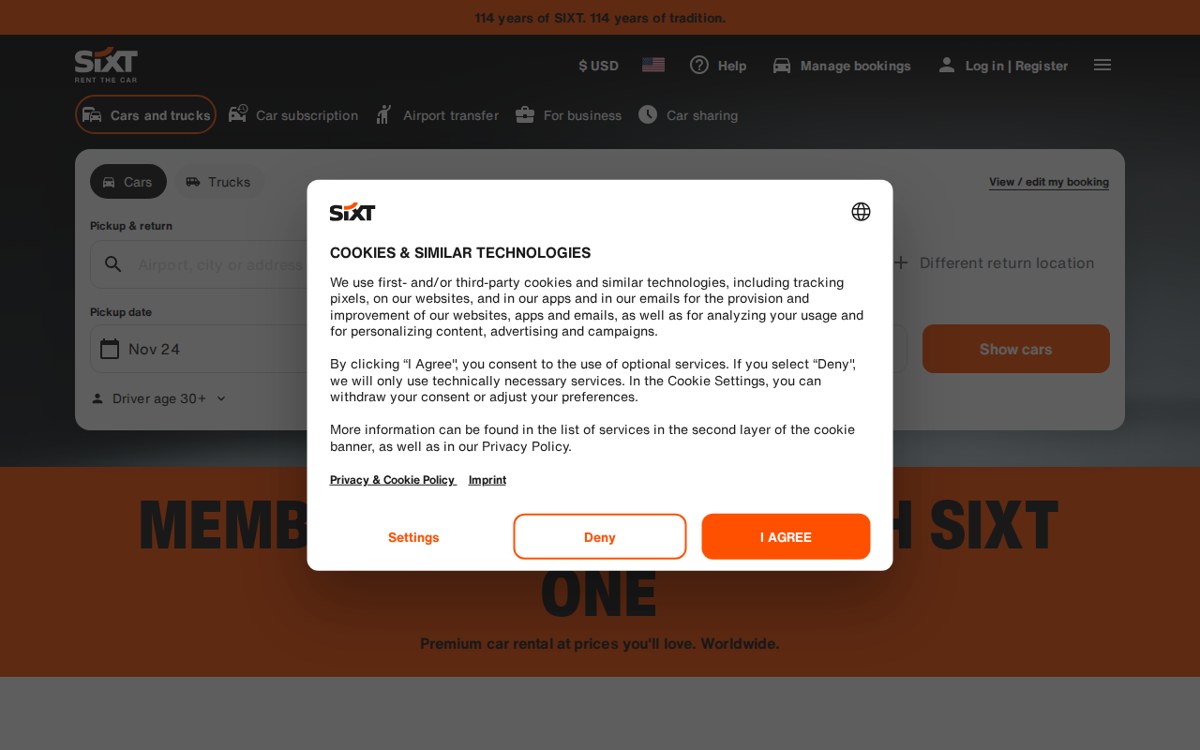 114 years of SIXT. 114 years of tradition.
SIXT
RENT THE CAR
$ USD
Help
Manage bookings
Log in | Register
Cars and trucks
Car subscription
Airport transfer
For business
Car sharing
Cars
Trucks
View / edit my booking
Pickup & return
Airport, city or address
Different return location
Pickup date
Nov 24
Show cars
Driver age 30+
SIXT
COOKIES & SIMILAR TECHNOLOGIES
We use first- and/or third-party cookies and similar technologies, including tracking
pixels, on our websites, and in our apps and in our emails for the provision and
improvement of our websites, apps and emails, as well as for analyzing your usage and
for personalizing content, advertising and campaigns.
By clicking “I Agree”, you consent to the use of optional services. If you select “Deny”,
we will only use technically necessary services. In the Cookie Settings, you can
withdraw your consent or adjust your preferences.
More information can be found in the list of services in the second layer of the cookie
banner, as well as in our Privacy Policy.
Privacy & Cookie Policy
Imprint
Settings
Deny
I AGREE
SIXT
ONE
Premium car rental at prices you'll love. Worldwide.